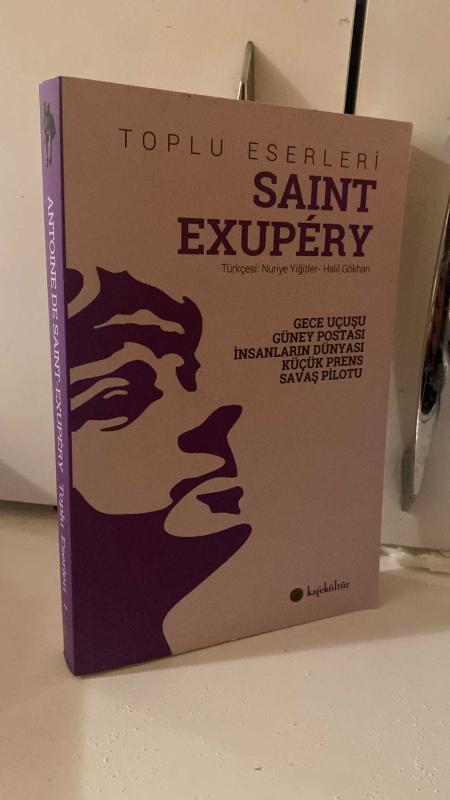 TOPLU ESERLERİ
SAINT
EXUPÉRY
Türkçesi: Nuriye Yiğitler- Halil Gökhan
GECE UÇUŞU
GÜNEY POSTASI
İNSANLARIN DÜNYASI
KÜÇÜK PRENS
SAVAŞ PİLOTU
kafekültür
ANTOINE DE SAINT-EXUPÉRY Toplu Eserleri 1